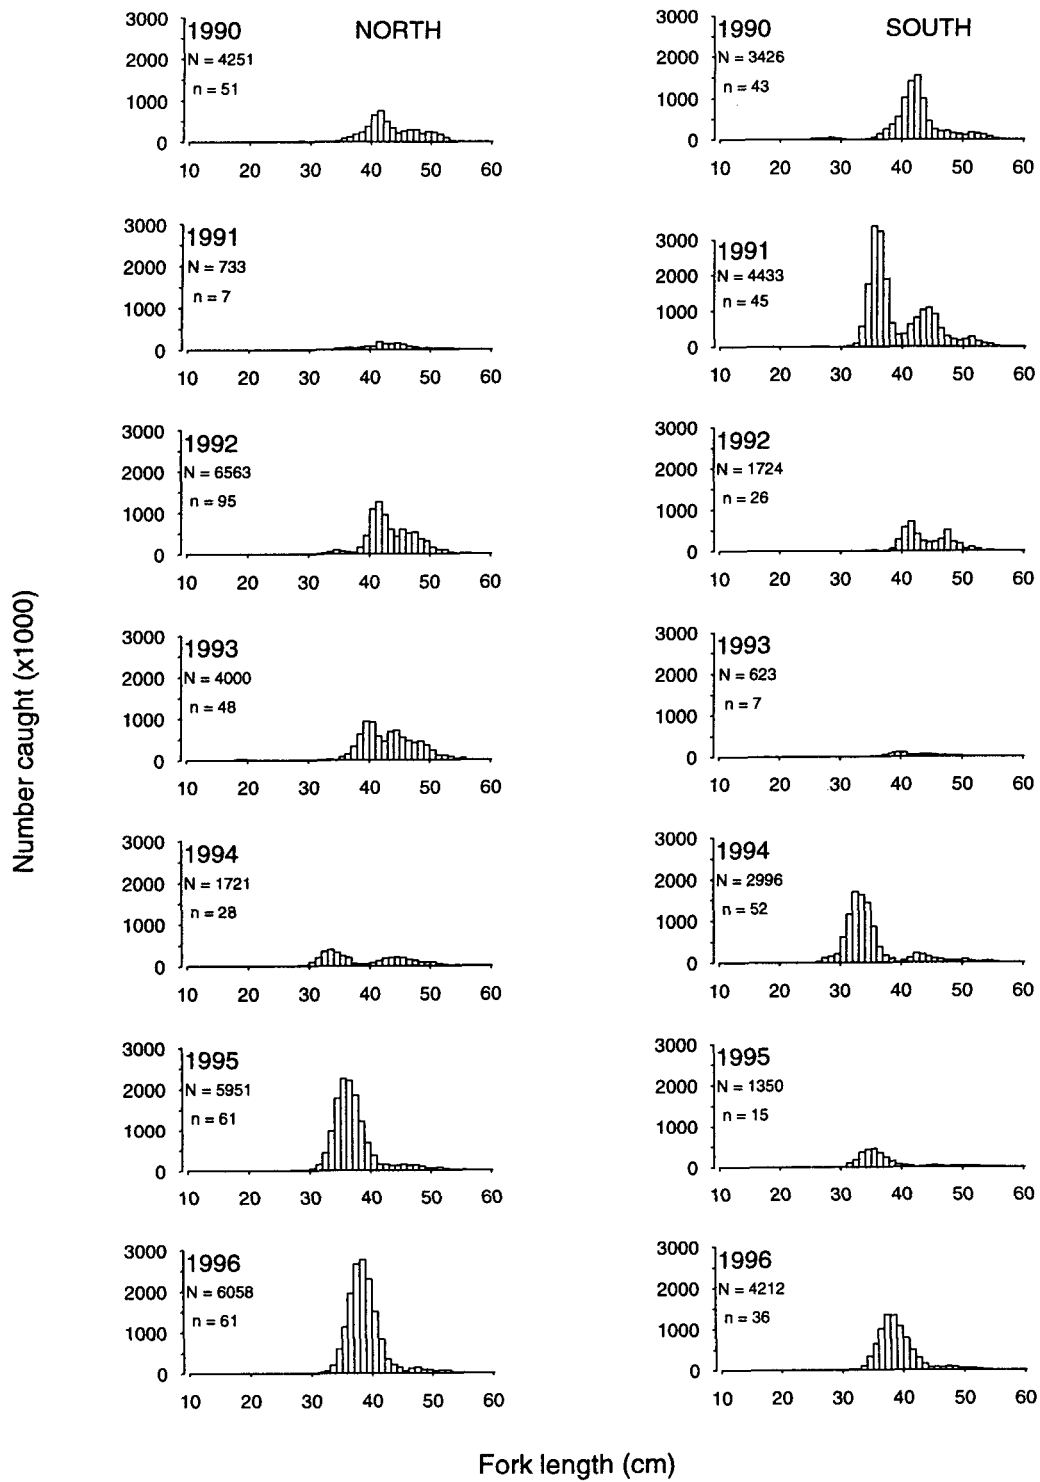 NORTH
1990
N = 4251
n = 51
3000
2000
1000
0
10 20 30 40 50 60
1991
N = 733
n = 7
3000
2000
1000
0
10 20 30 40 50 60
1992
N = 6563
n = 95
3000
2000
1000
0
10 20 30 40 50 60
1993
N = 4000
n = 48
3000
2000
1000
0
10 20 30 40 50 60
1994
N = 1721
n = 28
3000
2000
1000
0
10 20 30 40 50 60
1995
N = 5951
n = 61
3000
2000
1000
0
10 20 30 40 50 60
1996
N = 6058
n = 61
3000
2000
1000
0
10 20 30 40 50 60
SOUTH
1990
N = 3426
n = 43
3000
2000
1000
0
10 20 30 40 50 60
1991
N = 4433
n = 45
3000
2000
1000
0
10 20 30 40 50 60
1992
N = 1724
n = 26
3000
2000
1000
0
10 20 30 40 50 60
1993
N = 623
n = 7
3000
2000
1000
0
10 20 30 40 50 60
1994
N = 2996
n = 52
3000
2000
1000
0
10 20 30 40 50 60
1995
N = 1350
n = 15
3000
2000
1000
0
10 20 30 40 50 60
1996
N = 4212
n = 36
3000
2000
1000
0
10 20 30 40 50 60
Number caught (x1000)
Fork length (cm)